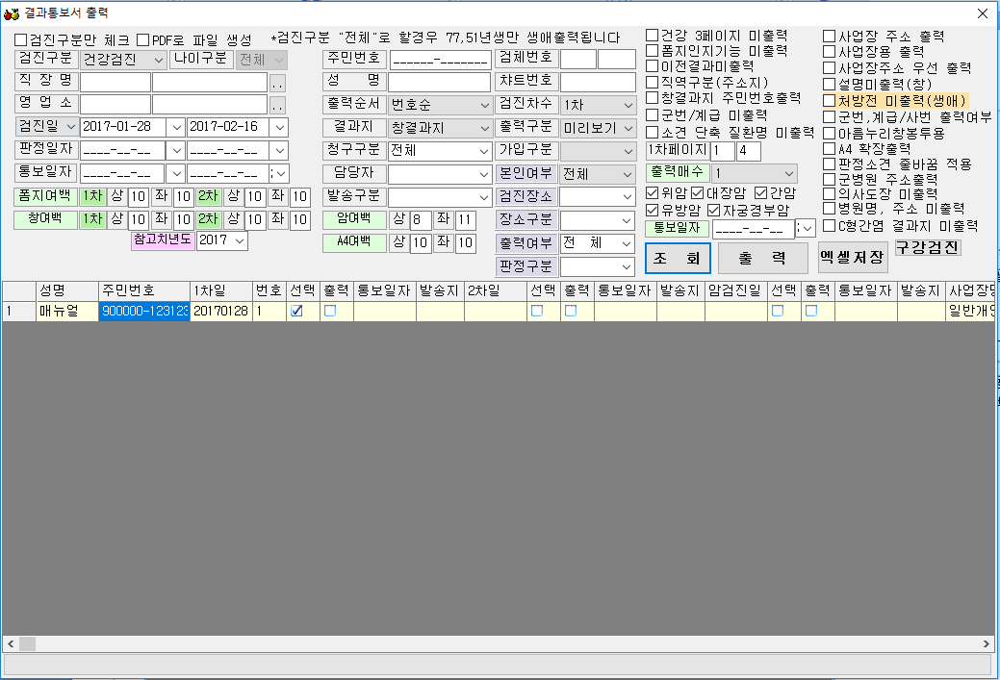 결과통보서 출력
검진구분만 체크 PDF로 파일 생성 *검진구분 "전체"로 할경우 77,51년생만 생애출력됩니다
검진구분 건강검진 나이구분 전체 주민번호 ______-_______ 검체번호
직 장 명 .. 성 명 차트번호
영 업 소 .. 출력순서 번호순 검진차수 1차
검진일 2017-01-28 2017-02-16 결과지 창결과지 출력구분 미리보기
판정일자 ____-__-__ ____-__-__ 청구구분 전체 가입구분
통보일자 ____-__-__ ____-__-__ 담당자 본인여부 전체
폼지여백 1차 상 10 좌 10 2차 상 10 좌 10 발송구분 검진장소
창여백 1차 상 10 좌 10 2차 상 10 좌 10 암여백 상 8 좌 11 장소구분
참고치년도 2017 A4여백 상 10 좌 10 출력여부 전 체
판정구분
건강 3페이지 미출력
폼지인지기능 미출력
이전결과미출력
직역구분(주소지)
창결과지 주민번호출력
군번/계급 미출력
소견 단축 질환명 미출력
1차페이지 1 4
출력매수 1
위암 대장암 간암
유방암 자궁경부암
통보일자 ____-__-__
사업장 주소 출력
사업장용 출력
사업장주소 우선 출력
설명미출력(창)
처방전 미출력(생애)
군번,계급/사번 출력여부
아름누리창봉투용
A4 확장출력
판정소견 줄바꿈 적용
군병원 주소출력
의사도장 미출력
병원명, 주소 미출력
C형간염 결과지 미출력
조 회 출 력 엑셀저장 구강검진
성명 주민번호 1차일 번호 선택 출력 통보일자 발송지 2차일 선택 출력 통보일자 발송지 암검진일 선택 출력 통보일자 발송지 사업장명
1 매뉴얼 900000-123123 20170128 1 일반개인